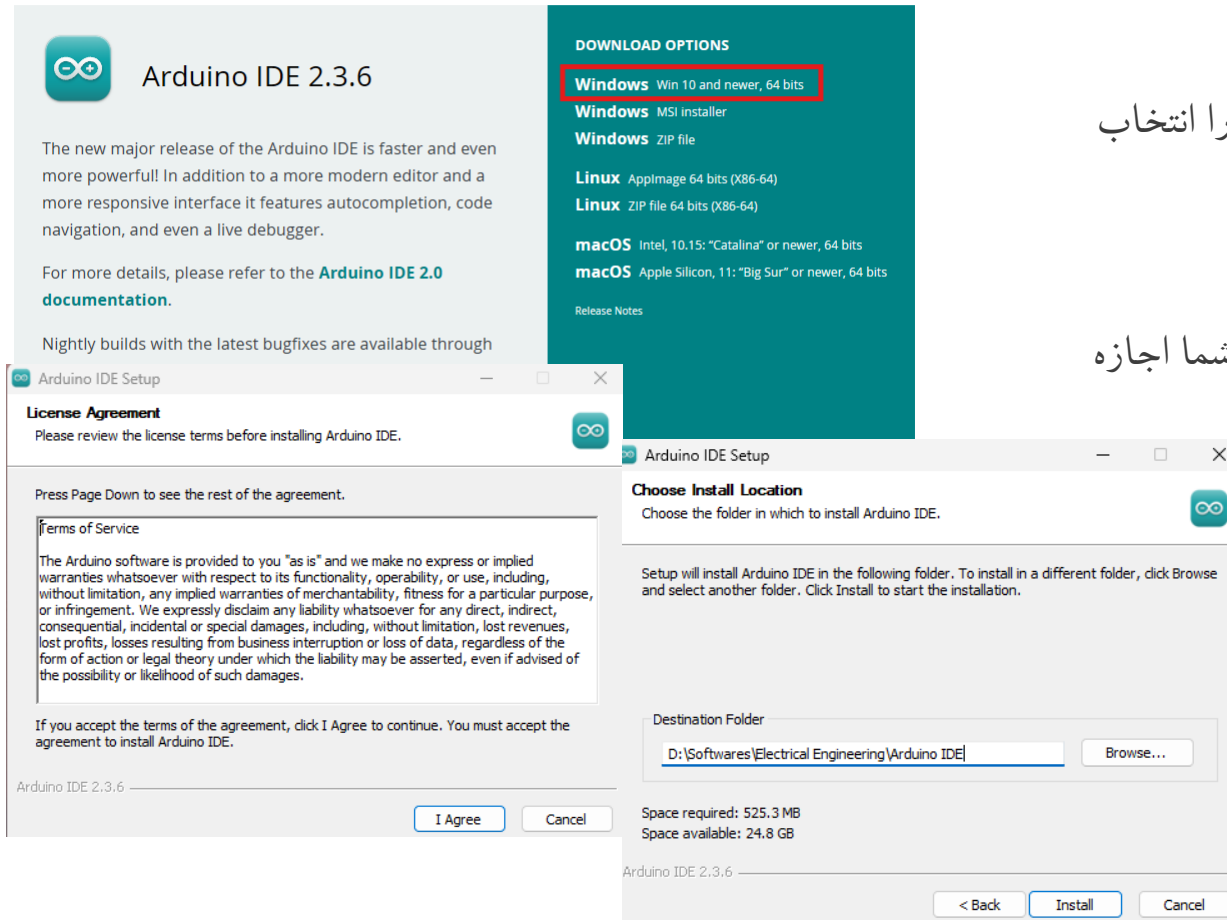 Arduino IDE 2.3.6
The new major release of the Arduino IDE is faster and even
more powerful! In addition to a more modern editor and a
more responsive interface it features autocompletion, code
navigation, and even a live debugger.
For more details, please refer to the Arduino IDE 2.0
documentation.
Nightly builds with the latest bugfixes are available through
DOWNLOAD OPTIONS
Windows Win 10 and newer, 64 bits
Windows MSI installer
Windows ZIP file
Linux AppImage 64 bits (X86-64)
Linux ZIP file 64 bits (X86-64)
macOS Intel, 10.15: “Catalina” or newer, 64 bits
macOS Apple Silicon, 11: “Big Sur” or newer, 64 bits
Release Notes
را انتخاب
شما اجازه
Arduino IDE Setup
License Agreement
Please review the license terms before installing Arduino IDE.
Press Page Down to see the rest of the agreement.
Terms of Service
The Arduino software is provided to you "as is" and we make no express or implied
warranties whatsoever with respect to its functionality, operability, or use, including,
without limitation, any implied warranties of merchantability, fitness for a particular purpose,
or infringement. We expressly disclaim any liability whatsoever for any direct, indirect,
consequential, incidental or special damages, including, without limitation, lost revenues,
lost profits, losses resulting from business interruption or loss of data, regardless of the
form of action or legal theory under which the liability may be asserted, even if advised of
the possibility or likelihood of such damages.
If you accept the terms of the agreement, click I Agree to continue. You must accept the
agreement to install Arduino IDE.
Arduino IDE 2.3.6
I Agree
Cancel
Arduino IDE Setup
Choose Install Location
Choose the folder in which to install Arduino IDE.
Setup will install Arduino IDE in the following folder. To install in a different folder, click Browse
and select another folder. Click Install to start the installation.
Destination Folder
D:\Softwares\Electrical Engineering\Arduino IDE
Browse...
Space required: 525.3 MB
Space available: 24.8 GB
Arduino IDE 2.3.6
< Back
Install
Cancel